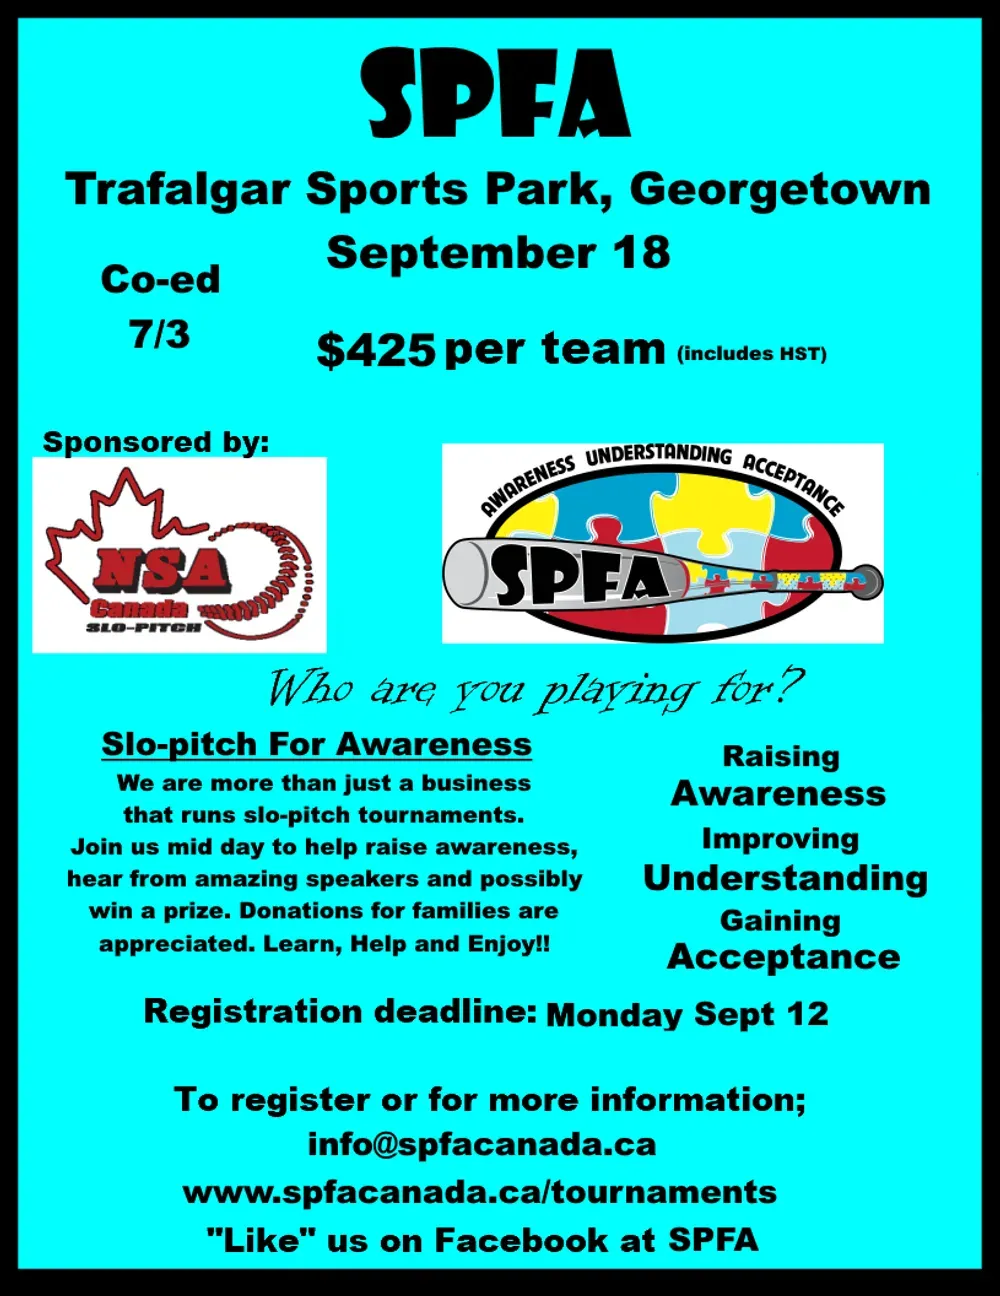 SPFA
Trafalgar Sports Park, Georgetown
September 18
Co-ed
7/3
$425 per team (includes HST)
Sponsored by:
NSA
Canada
SLO-PITCH
AWARENESS UNDERSTANDING ACCEPTANCE
SPFA
Who are you playing for?
Slo-pitch For Awareness
We are more than just a business
that runs slo-pitch tournaments.
Join us mid day to help raise awareness,
hear from amazing speakers and possibly
win a prize. Donations for families are
appreciated. Learn, Help and Enjoy!!
Raising
Awareness
Improving
Understanding
Gaining
Acceptance
Registration deadline: Monday Sept 12
To register or for more information;
info@spfacanada.ca
www.spfacanada.ca/tournaments
"Like" us on Facebook at SPFA